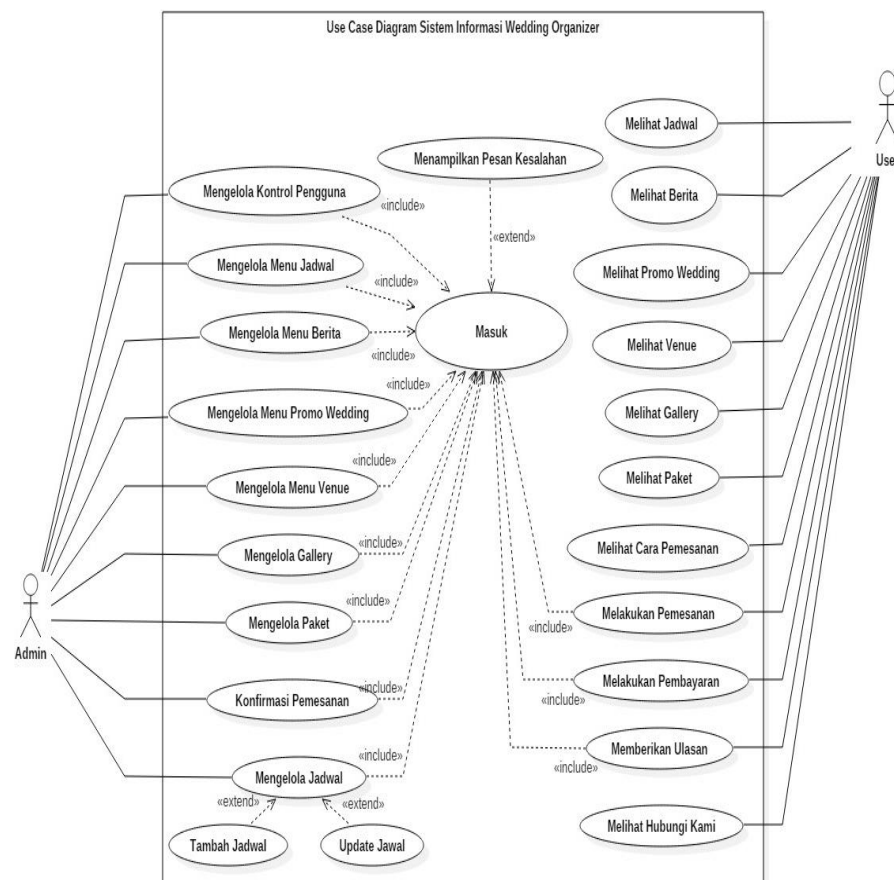 Use Case Diagram Sistem Informasi Wedding Organizer
Melihat Jadwal
Menampilkan Pesan Kesalahan
Use
Mengelola Kontrol Pengguna
«include»
Melihat Berita
«extend»
Mengelola Menu Jadwal
«include»
Melihat Promo Wedding
Masuk
Mengelola Menu Berita
«include»
Melihat Venue
«include»
Mengelola Menu Promo Wedding
Melihat Gallery
«include»
Mengelola Menu Venue
Melihat Paket
«include»
Mengelola Gallery
Melihat Cara Pemesanan
«include»
Mengelola Paket
Melakukan Pemesanan
«include»
Admin
Melakukan Pembayaran
«include»
Konfirmasi Pemesanan
«include»
Memberikan Ulasan
«include»
«include»
Mengelola Jadwal
«extend»
«extend»
Melihat Hubungi Kami
Tambah Jadwal
Update Jawal